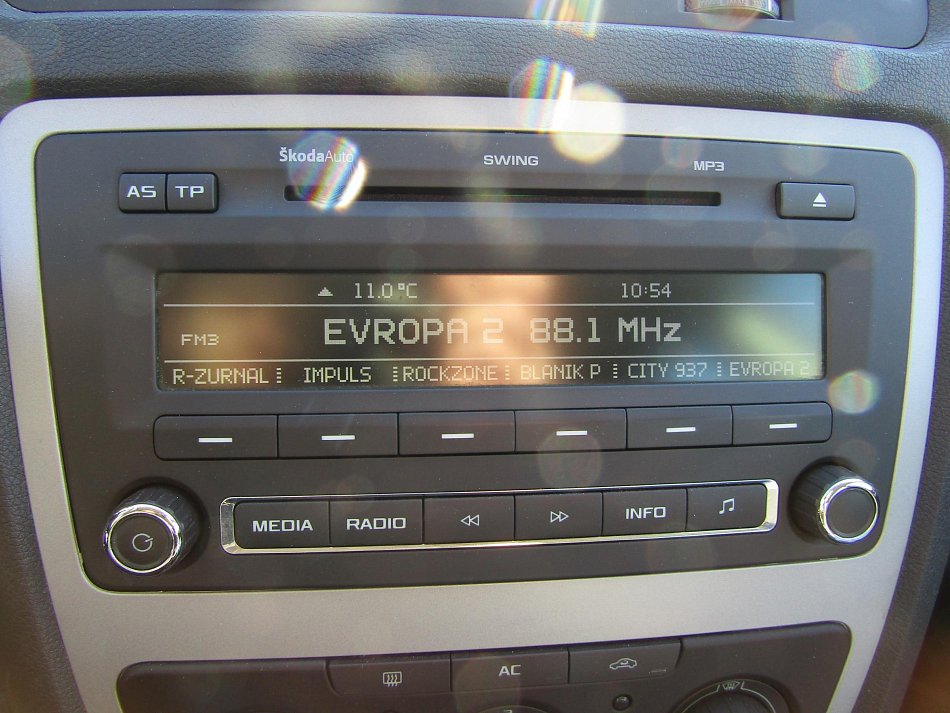 ŠkodaAuto SWING MP3
AS TP
11.0°C 10:54
FM3 EVROPA 2 88.1 MHz
R-ZURNAL IMPULS ROCKZONE BLANIK P CITY 937 EVROPA 2
MEDIA RADIO INFO
AC